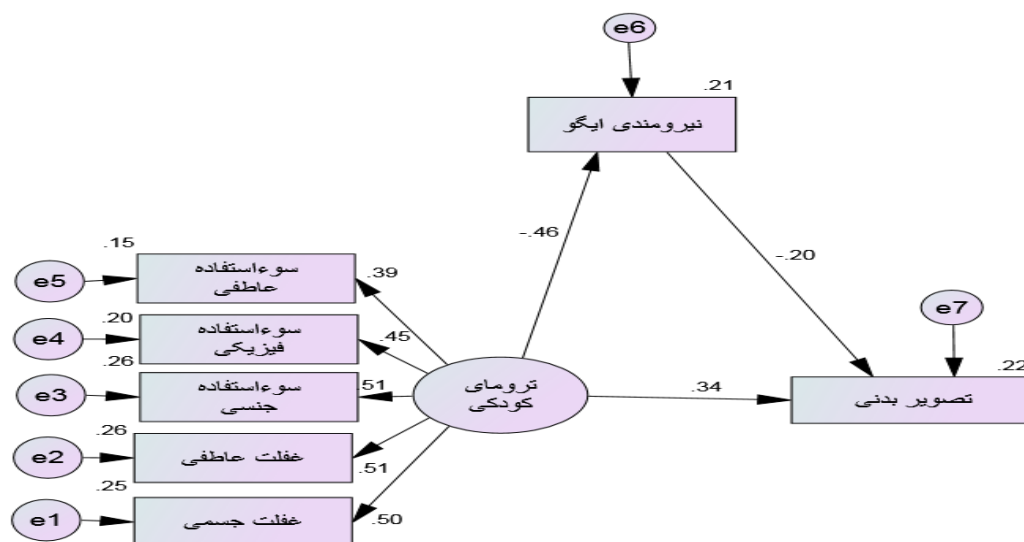 e6
.21
نیرومندی ایگو
-.46
-.20
.15
e5
سوءاستفاده
عاطفی
.39
e7
.20
e4
سوءاستفاده
فیزیکی
.45
.26
e3
سوءاستفاده
جنسی
.51
ترومای
کودکی
.34
.22
تصویر بدنی
.26
e2
غفلت عاطفی
.51
.25
e1
غفلت جسمی
.50